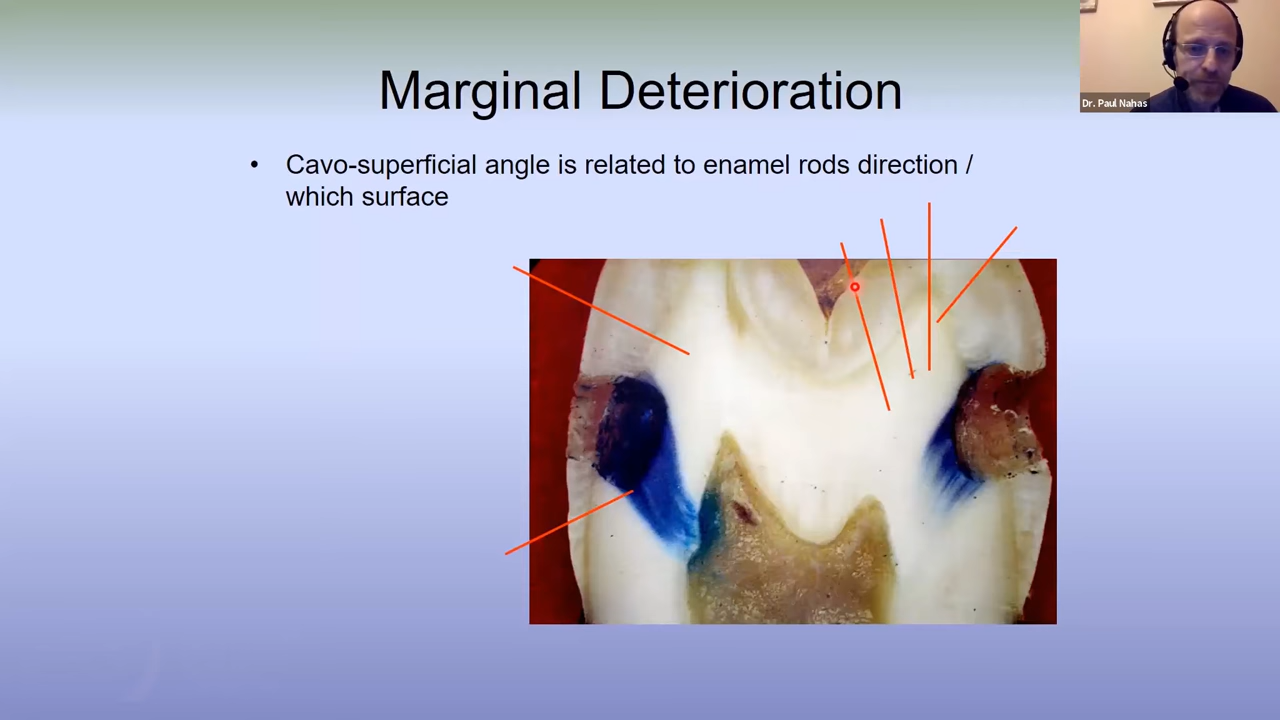 Marginal Deterioration
• Cavo-superficial angle is related to enamel rods direction /
which surface
Dr. Paul Nahas